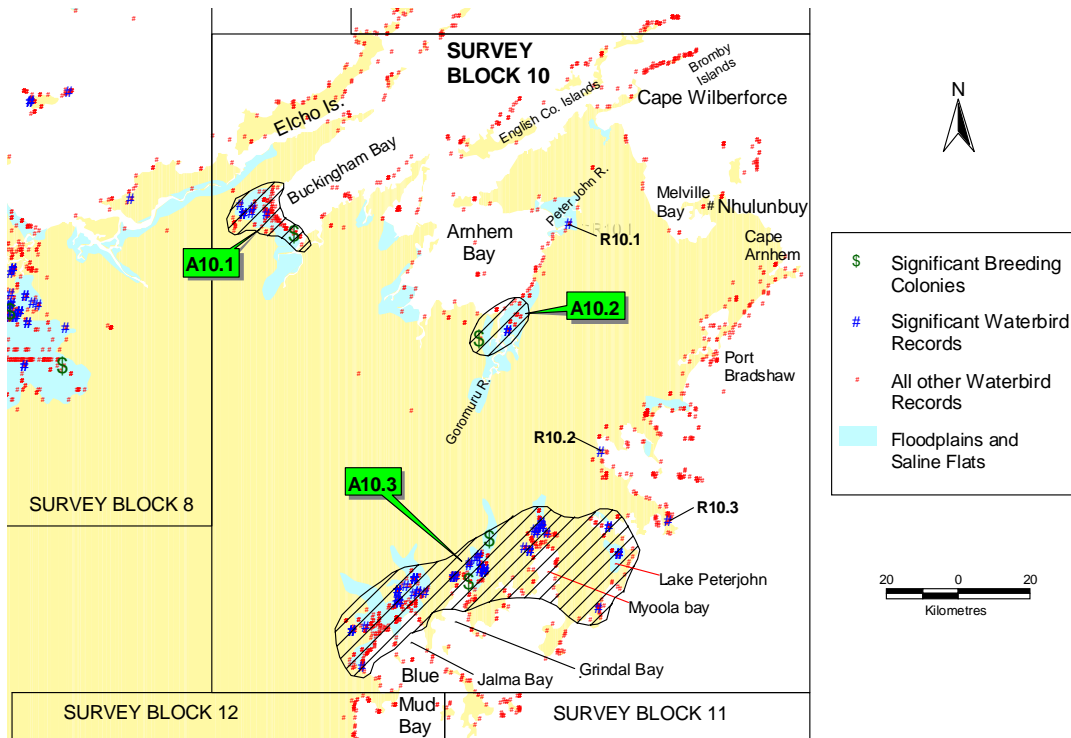 SURVEY
BLOCK 10
Bromby
Islands
Cape Wilberforce
English Co. Islands
Elcho Is.
Buckingham Bay
Peter John R.
Melville
Bay
Nhulunbuy
R10.1
Arnhem
Bay
Cape
Arnhem
A10.1
A10.2
Port
Bradshaw
Goromuru R.
R10.2
A10.3
SURVEY BLOCK 8
R10.3
Lake Peterjohn
Myoola bay
Grindal Bay
Jalma Bay
Blue
Mud
Bay
SURVEY BLOCK 12
SURVEY BLOCK 11
N
$ Significant Breeding
Colonies
# Significant Waterbird
Records
# All other Waterbird
Records
Floodplains and
Saline Flats
20 0 20
Kilometres